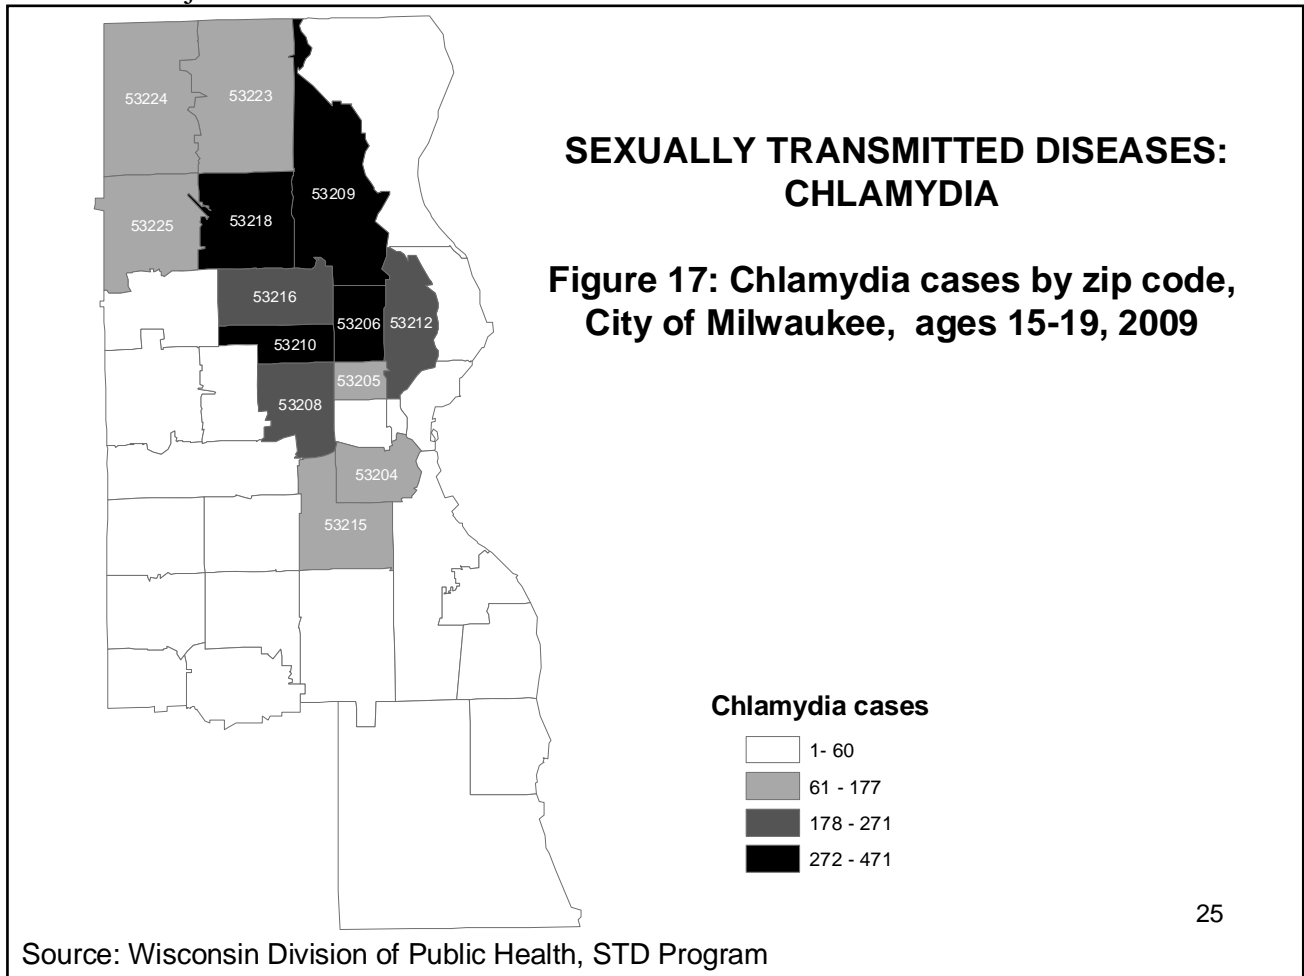 SEXUALLY TRANSMITTED DISEASES:
CHLAMYDIA
Figure 17: Chlamydia cases by zip code,
City of Milwaukee, ages 15-19, 2009
53224
53223
53209
53218
53225
53216
53206
53212
53210
53205
53208
53204
53215
Chlamydia cases
1- 60
61 - 177
178 - 271
272 - 471
25
Source: Wisconsin Division of Public Health, STD Program